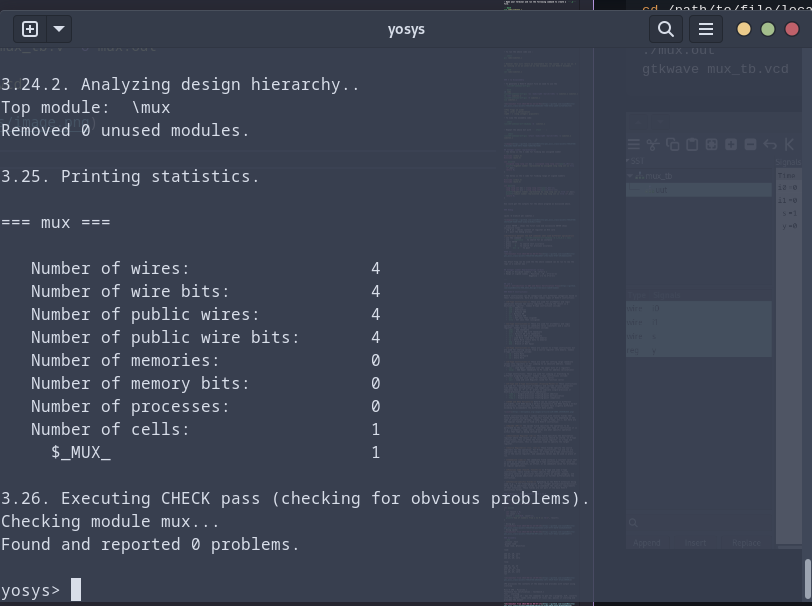 yosys
3.24.2. Analyzing design hierarchy..
Top module:  \mux
Removed 0 unused modules.
3.25. Printing statistics.
=== mux ===
Number of wires: 4
Number of wire bits: 4
Number of public wires: 4
Number of public wire bits: 4
Number of memories: 0
Number of memory bits: 0
Number of processes: 0
Number of cells: 1
$_MUX_ 1
3.26. Executing CHECK pass (checking for obvious problems).
Checking module mux...
Found and reported 0 problems.
yosys>
cd /path/to/file/loca
./mux.out
gtkwave mux_tb.vcd
Append Insert Replace